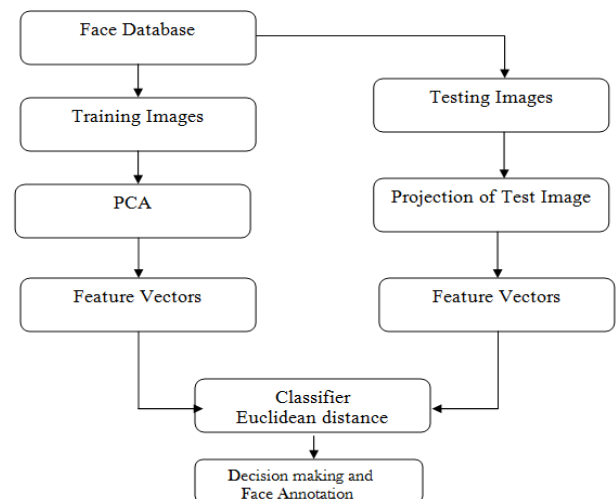 Face Database
Training Images
Testing Images
PCA
Projection of Test Image
Feature Vectors
Feature Vectors
Classifier
Euclidean distance
Decision making and
Face Annotation